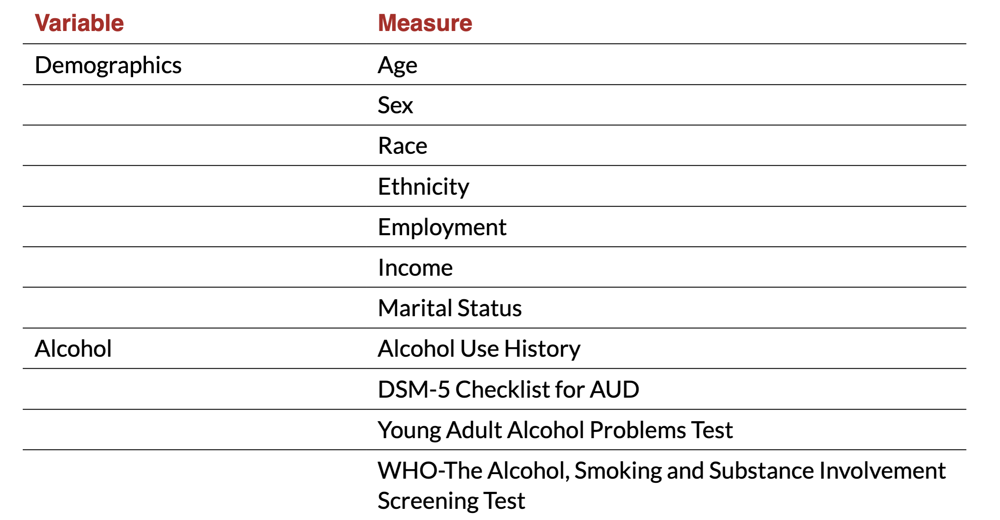 Variable Measure
Demographics Age
Sex
Race
Ethnicity
Employment
Income
Marital Status
Alcohol Alcohol Use History
DSM-5 Checklist for AUD
Young Adult Alcohol Problems Test
WHO-The Alcohol, Smoking and Substance Involvement
Screening Test